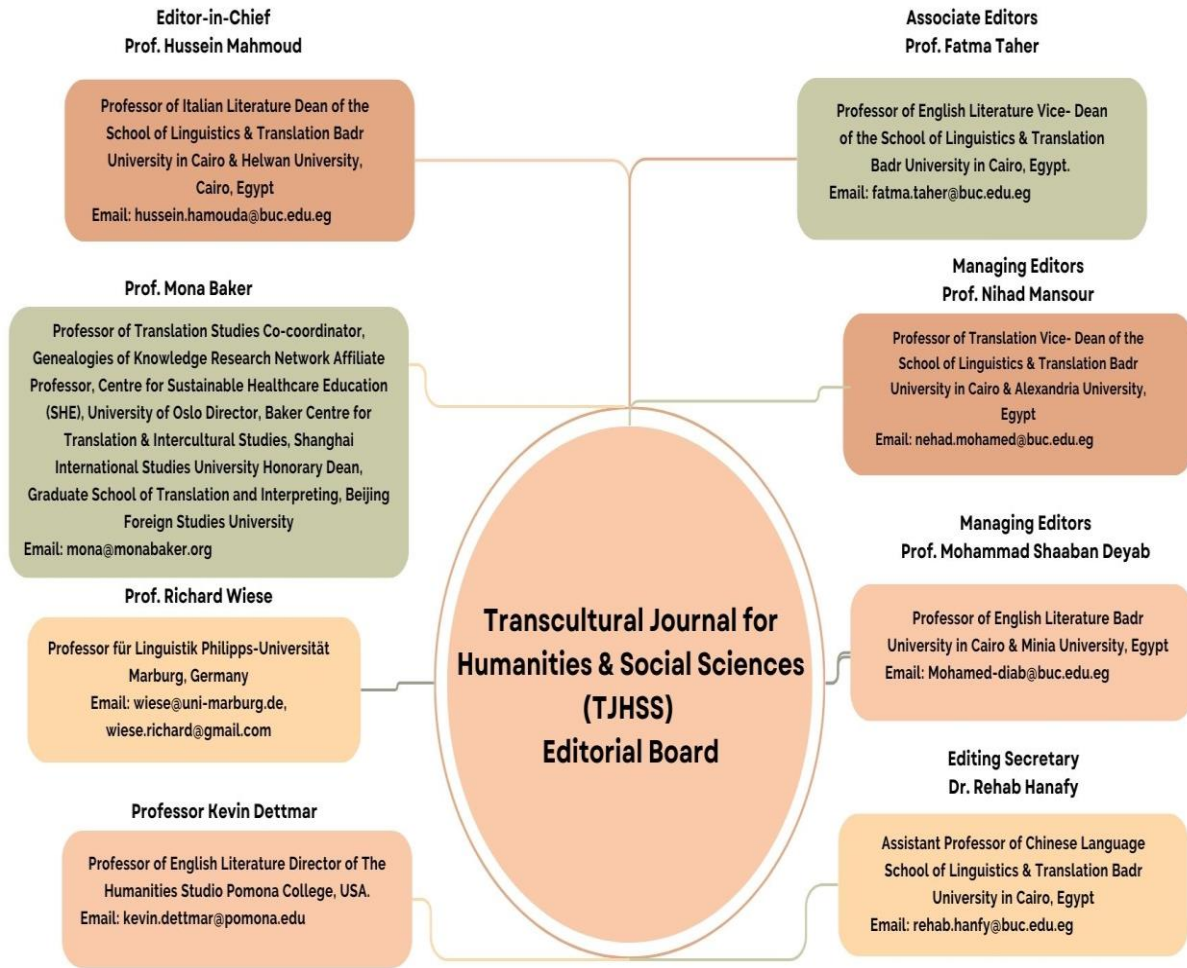 Editor-in-Chief
Prof. Hussein Mahmoud
Professor of Italian Literature Dean of the
School of Linguistics & Translation Badr
University in Cairo & Helwan University,
Cairo, Egypt
Email: hussein.hamouda@buc.edu.eg
Associate Editors
Prof. Fatma Taher
Professor of English Literature Vice- Dean
of the School of Linguistics & Translation
Badr University in Cairo, Egypt.
Email: fatma.taher@buc.edu.eg
Prof. Mona Baker
Professor of Translation Studies Co-coordinator,
Genealogies of Knowledge Research Network Affiliate
Professor, Centre for Sustainable Healthcare Education
(SHE), University of Oslo Director, Baker Centre for
Translation & Intercultural Studies, Shanghai
International Studies University Honorary Dean,
Graduate School of Translation and Interpreting, Beijing
Foreign Studies University
Email: mona@monabaker.org
Managing Editors
Prof. Nihad Mansour
Professor of Translation Vice- Dean of the
School of Linguistics & Translation Badr
University in Cairo & Alexandria University,
Egypt
Email: nehad.mohamed@buc.edu.eg
Managing Editors
Prof. Mohammad Shaaban Deyab
Professor of English Literature Badr
University in Cairo & Minia University, Egypt
Email: Mohamed-diab@buc.edu.eg
Prof. Richard Wiese
Professor für Linguistik Philipps-Universität
Marburg, Germany
Email: wiese@uni-marburg.de,
wiese.richard@gmail.com
Transcultural Journal for
Humanities & Social Sciences
(TJHSS)
Editorial Board
Professor Kevin Dettmar
Professor of English Literature Director of The
Humanities Studio Pomona College, USA.
Email: kevin.dettmar@pomona.edu
Editing Secretary
Dr. Rehab Hanafy
Assistant Professor of Chinese Language
School of Linguistics & Translation Badr
University in Cairo, Egypt
Email: rehab.hanfy@buc.edu.eg